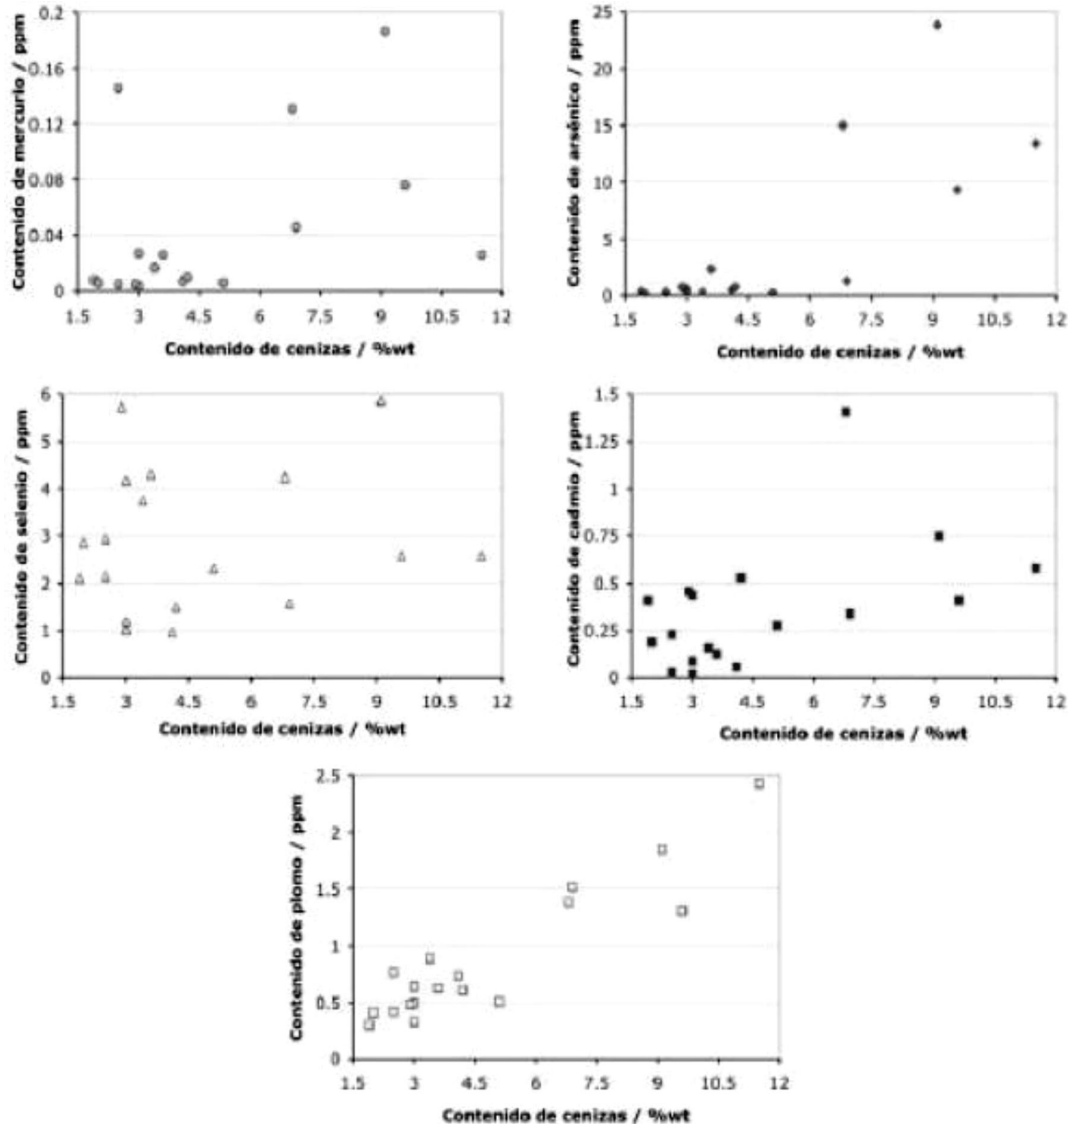 Contenido de mercurio / ppm
0.2
0.16
0.12
0.08
0.04
0
1.5 3 4.5 6 7.5 9 10.5 12
Contenido de cenizas / %wt
Contenido de arsénico / ppm
25
20
15
10
5
0
1.5 3 4.5 6 7.5 9 10.5 12
Contenido de cenizas / %wt
Contenido de selenio / ppm
6
5
4
3
2
1
0
1.5 3 4.5 6 7.5 9 10.5 12
Contenido de cenizas / %wt
Contenido de cadmio / ppm
1.5
1.25
1
0.75
0.5
0.25
0
1.5 3 4.5 6 7.5 9 10.5 12
Contenido de cenizas / %wt
Contenido de plomo / ppm
2.5
2
1.5
1
0.5
0
1.5 3 4.5 6 7.5 9 10.5 12
Contenido de cenizas / %wt